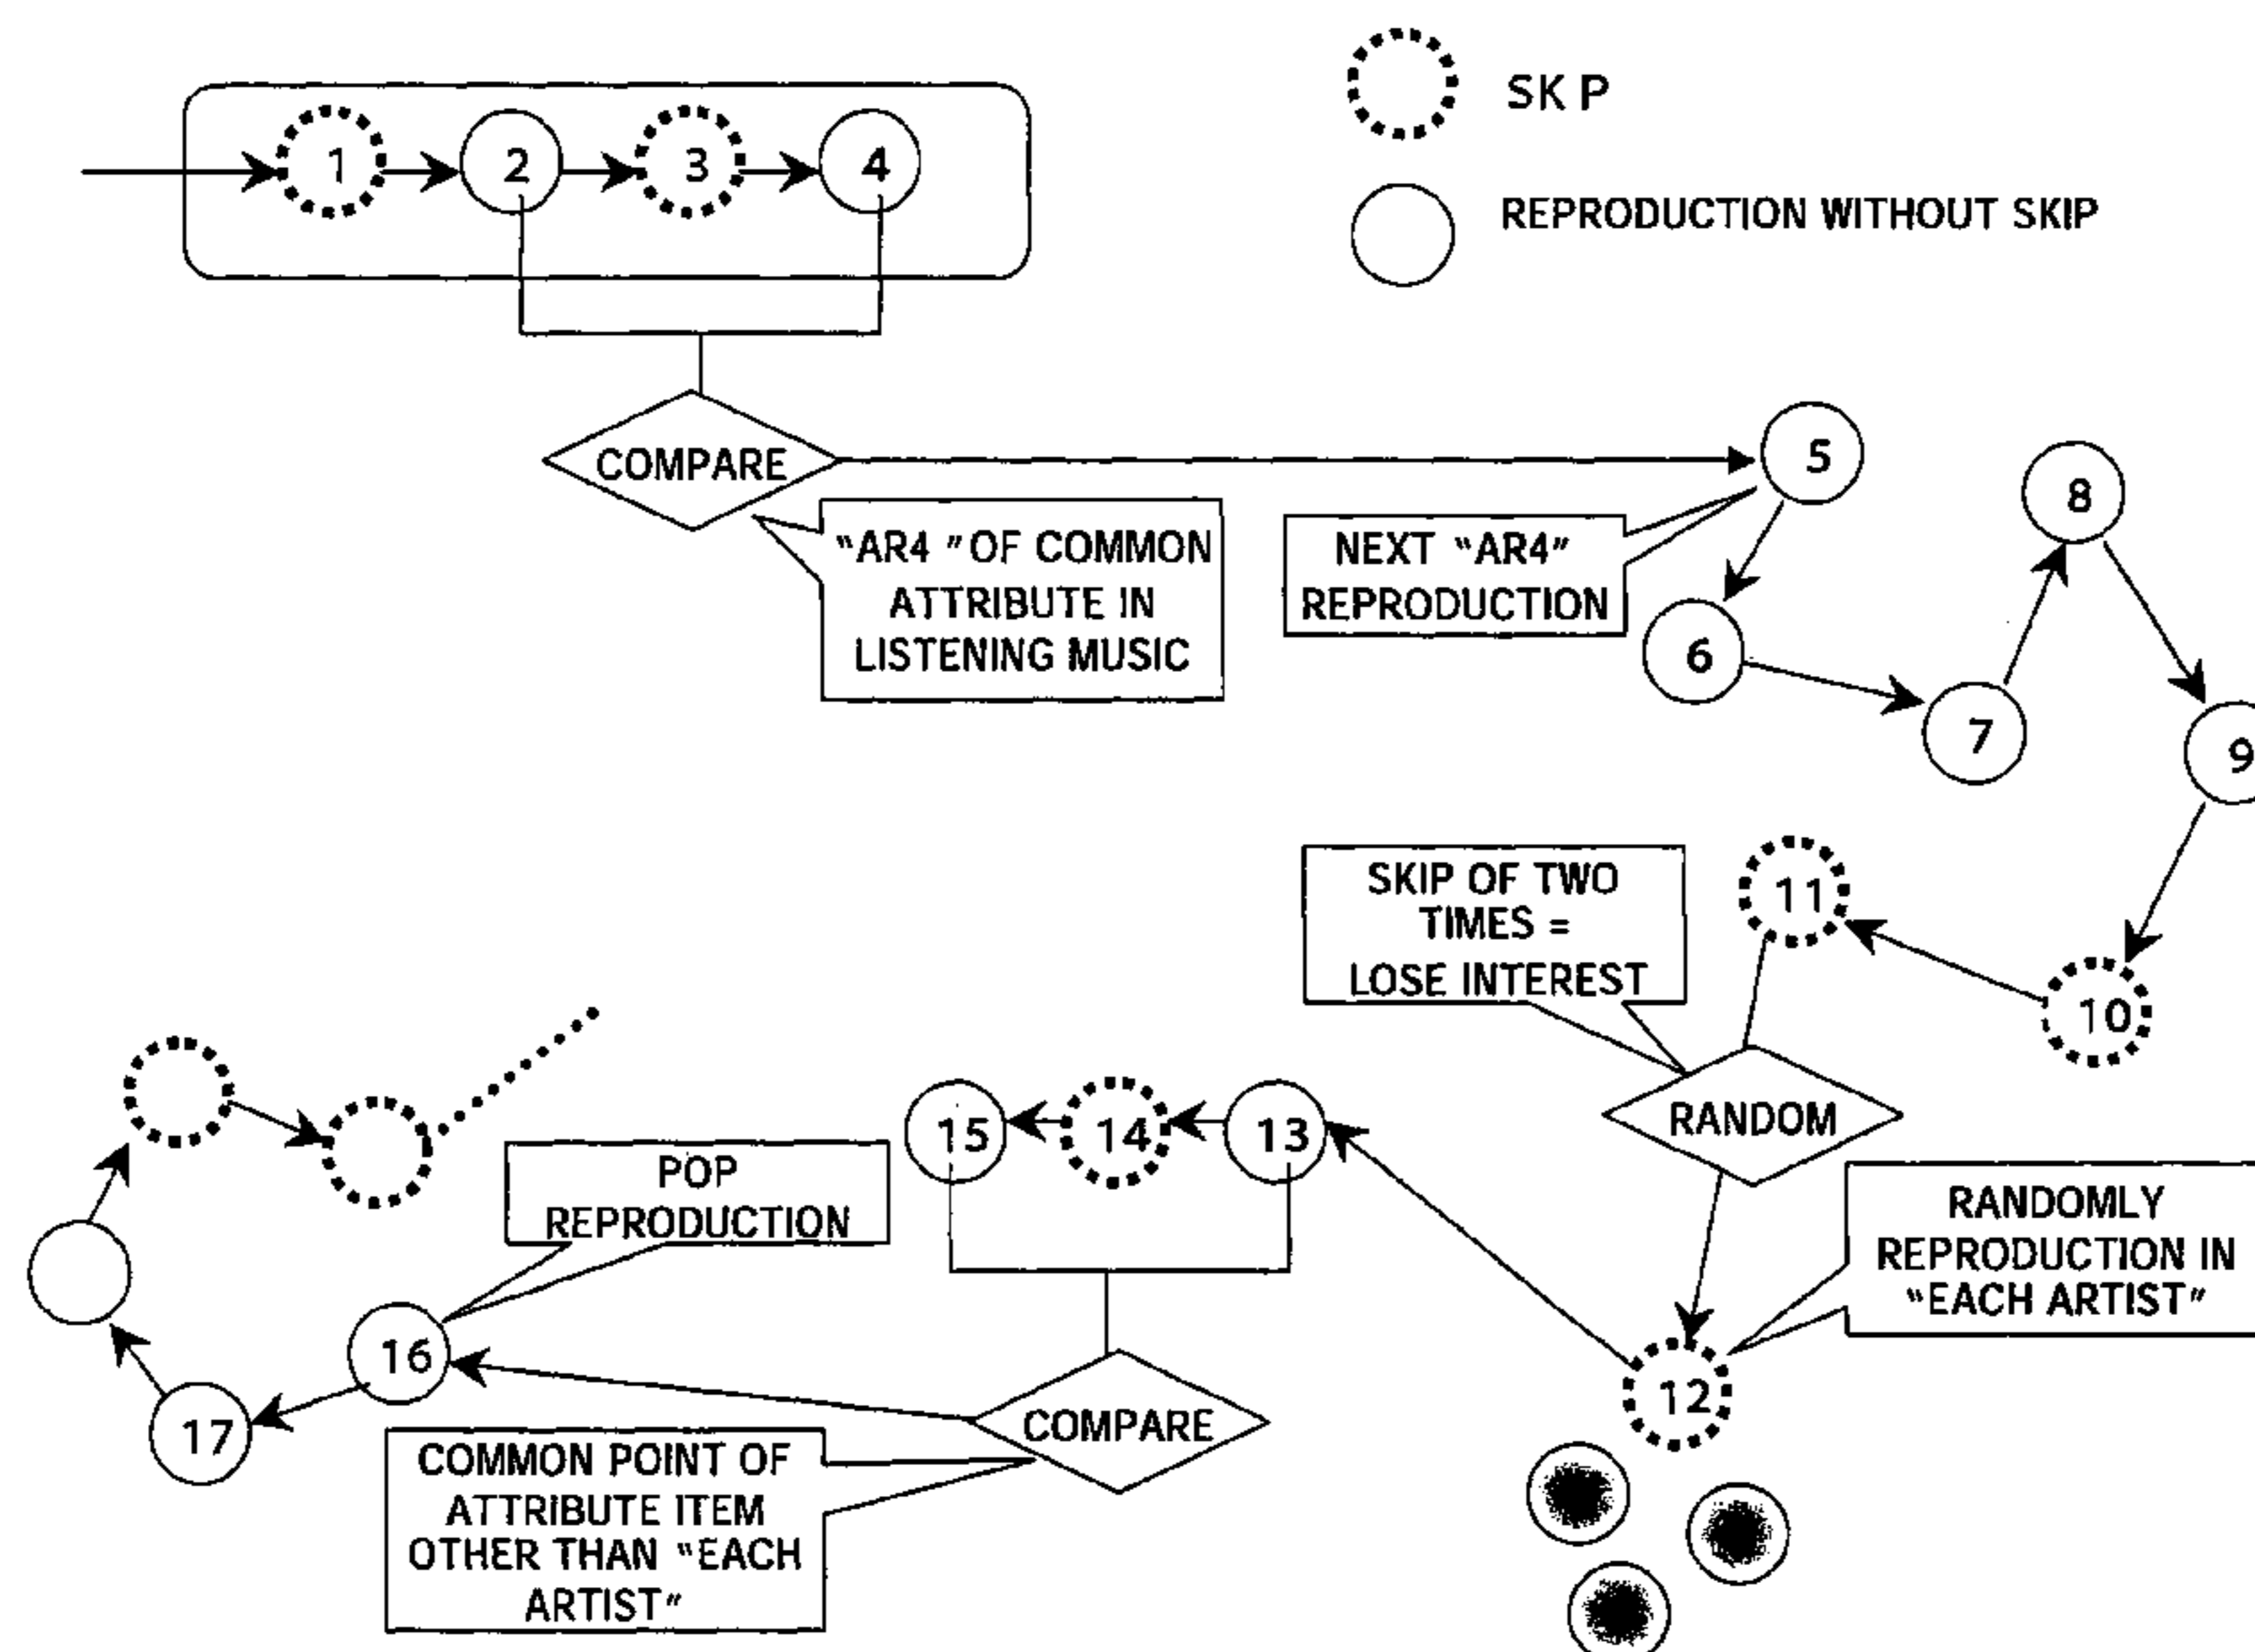 SKIP
1 2 3 4
REPRODUCTION WITHOUT SKIP
COMPARE
"AR4 "OF COMMON
ATTRIBUTE IN
LISTENING MUSIC
NEXT "AR4"
REPRODUCTION
5
6
7
8
9
10
11
SKIP OF TWO
TIMES =
LOSE INTEREST
RANDOM
RANDOMLY
REPRODUCTION IN
"EACH ARTIST"
12
13
14
15
COMPARE
COMMON POINT OF
ATTRIBUTE ITEM
OTHER THAN "EACH
ARTIST"
POP
REPRODUCTION
16
17